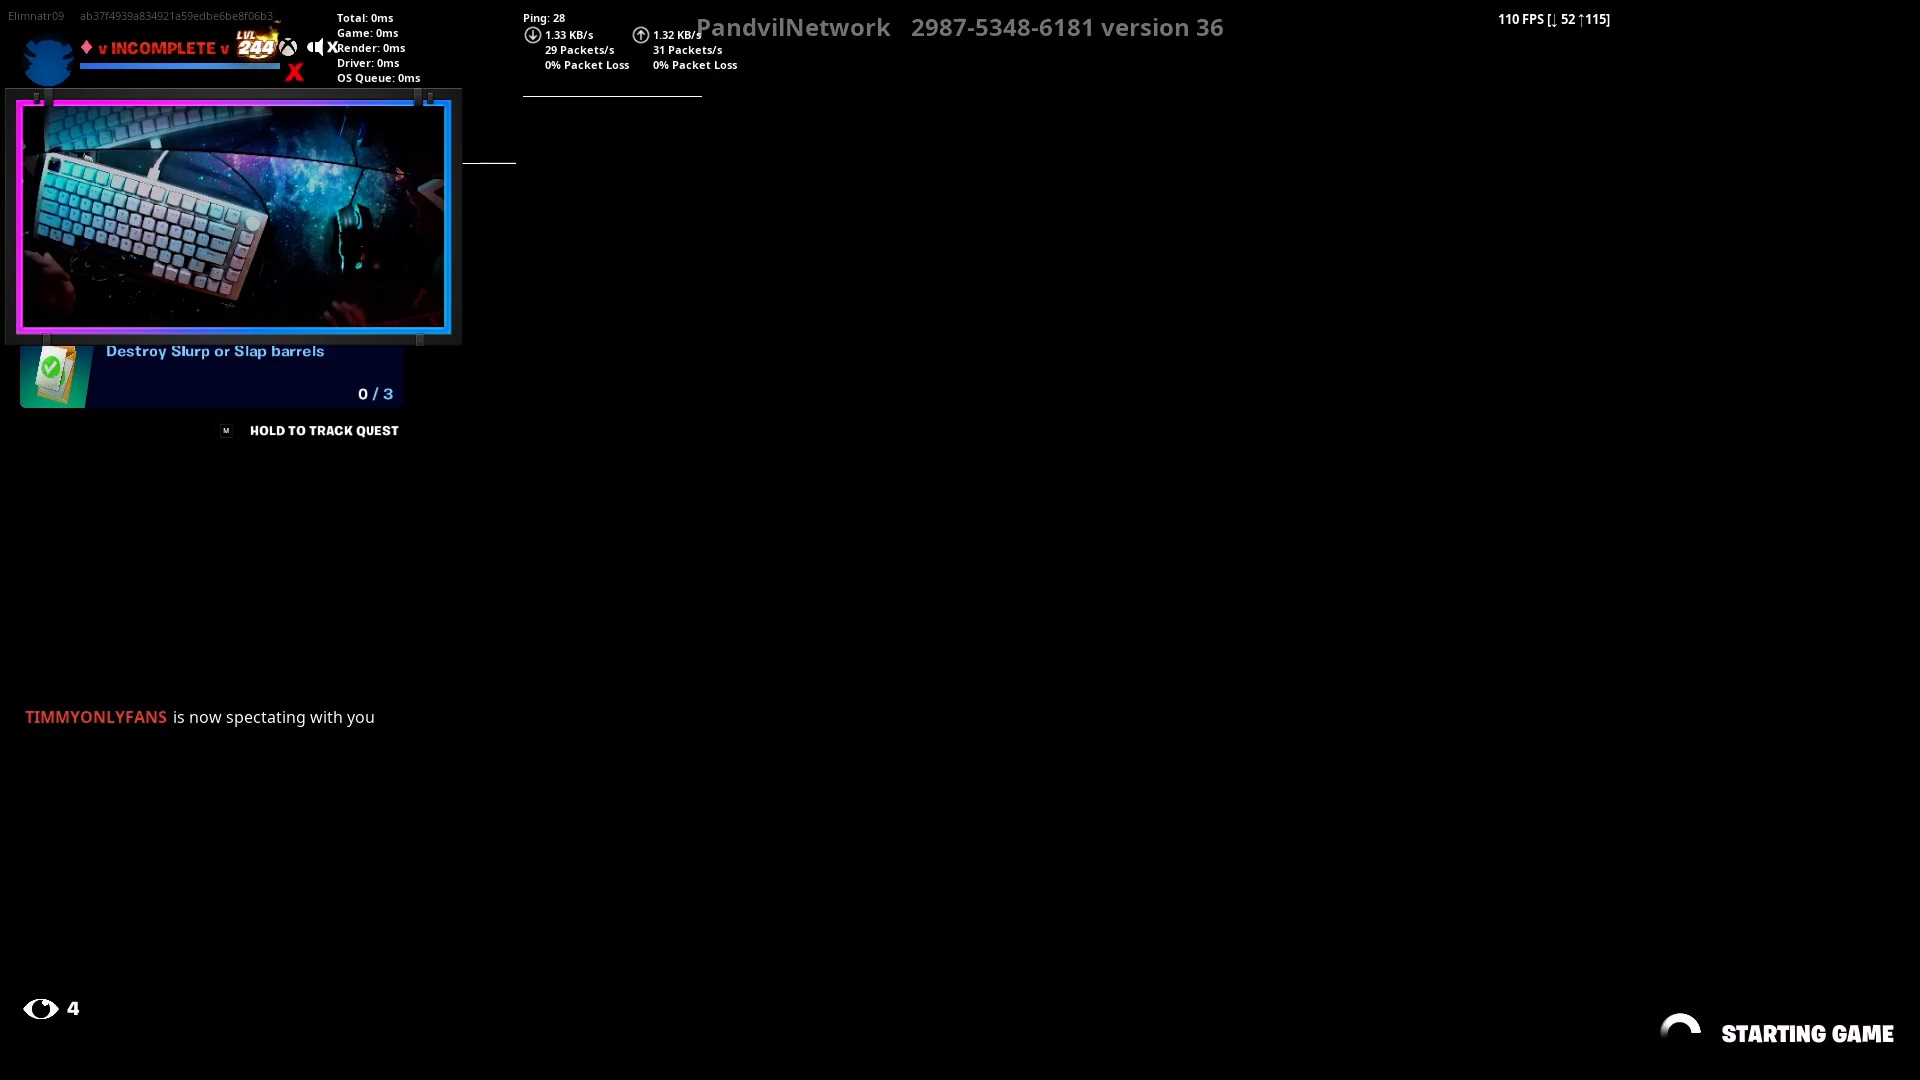 Elimnatr09 ab37f4939a834921a59edbe6be8f06b3
v INCOMPLETE v LVL 244 X
X
Total: 0ms
Game: 0ms
Render: 0ms
Driver: 0ms
OS Queue: 0ms
Ping: 28
1.33 KB/s 1.32 KB/s
29 Packets/s 31 Packets/s
0% Packet Loss 0% Packet Loss
PandvilNetwork 2987-5348-6181 version 36
110 FPS [↓ 52 ↑115]
Destroy Slurp or Slap barrels
0 / 3
M HOLD TO TRACK QUEST
TIMMYONLYFANS is now spectating with you
4
STARTING GAME